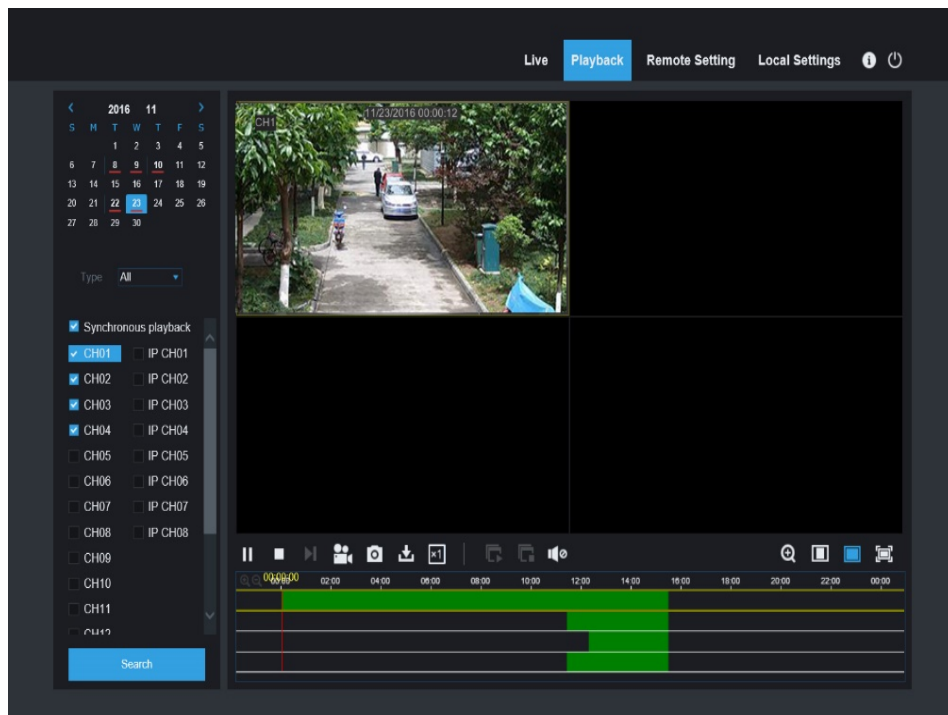 Live Playback Remote Setting Local Settings
2016 11
S M T W T F S
1 2 3 4 5
6 7 8 9 10 11 12
13 14 15 16 17 18 19
20 21 22 23 24 25 26
27 28 29 30
Type All
Synchronous playback
CH01 IP CH01
CH02 IP CH02
CH03 IP CH03
CH04 IP CH04
CH05 IP CH05
CH06 IP CH06
CH07 IP CH07
CH08 IP CH08
CH09
CH10
CH11
CH12
Search
CH1 11/23/2016 00:00:12
×1
00:00:00 02:00 04:00 06:00 08:00 10:00 12:00 14:00 16:00 18:00 20:00 22:00 00:00